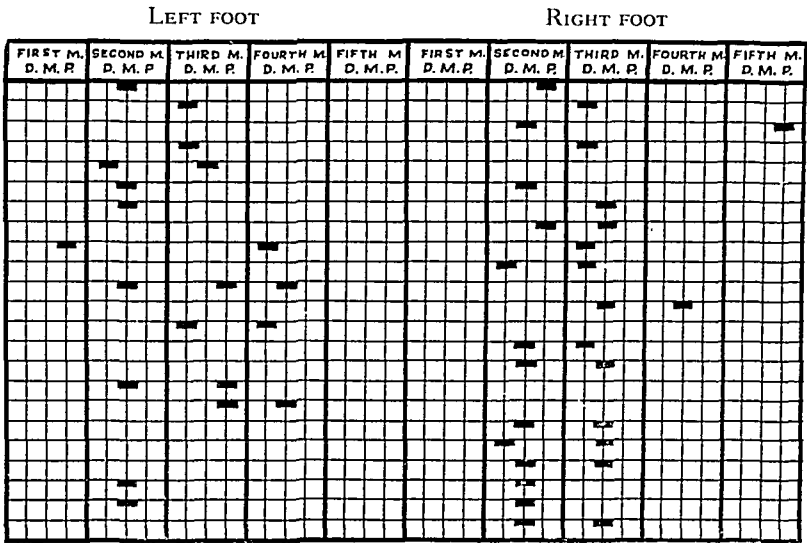 LEFT FOOT RIGHT FOOT
FIRST M. SECOND M. THIRD M. FOURTH M. FIFTH M FIRST M. SECOND M THIRD M. FOURTH M. FIFTH M.
D. M. P. D. M. P D. M. P. D. M. P. D. M. P. D. M. P. D. M. P. D. M. P. D. M. P. D. M. P.